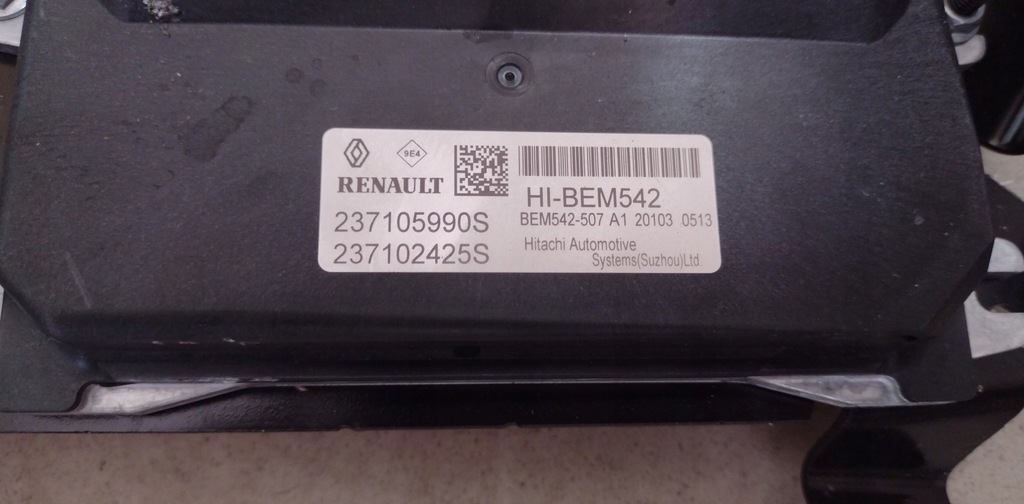 9E4
RENAULT
237105990S
237102425S
HI-BEM542
BEM542-507 A1 20103 0513
Hitachi Automotive
Systems(Suzhou)Ltd.